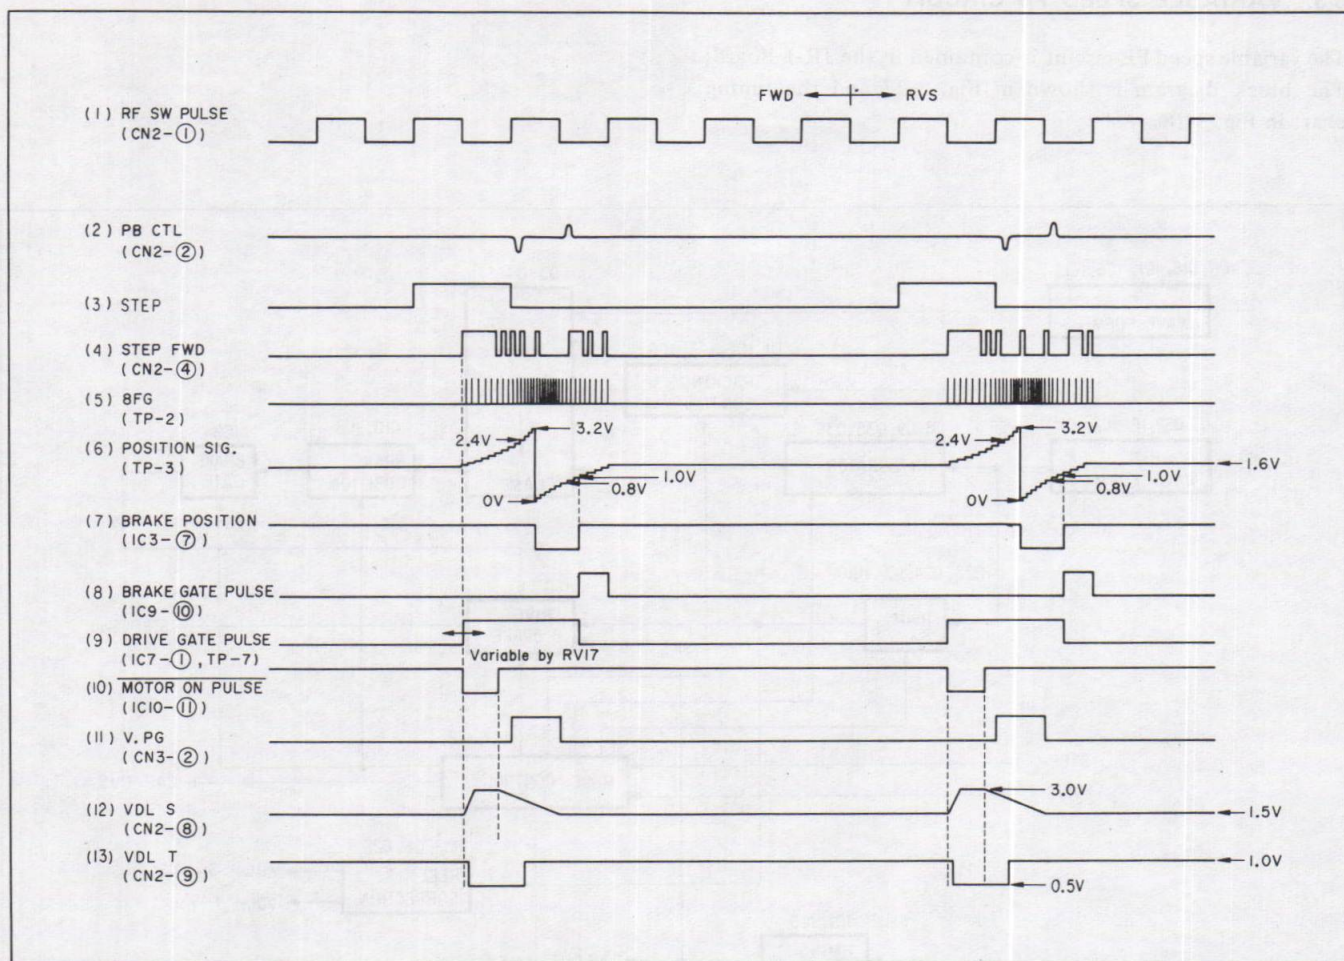 The variable speed
FWD RVS
(1) RF SW PULSE
(CN2-①)
(2) PB CTL
(CN2-②)
(3) STEP
(4) STEP FWD
(CN2-④)
(5) 8FG
(TP-2)
2.4V 3.2V 2.4V 3.2V
(6) POSITION SIG.
(TP-3)
1.0V 1.0V 1.6V
0.8V 0.8V
0V 0V
(7) BRAKE POSITION
(IC3-⑦)
(8) BRAKE GATE PULSE
(IC9-⑩)
(9) DRIVE GATE PULSE
(IC7-①, TP-7)
Variable by RV17
(10) MOTOR ON PULSE
(IC10-⑪)
(11) V. PG
(CN3-②)
(12) VDL S
(CN2-⑧)
3.0V
1.5V
(13) VDL T
(CN2-⑨)
1.0V
0.5V